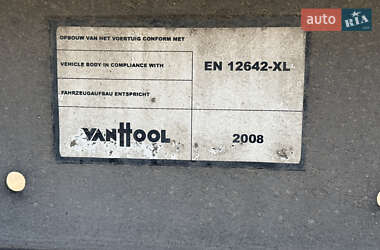 auto RIA.com
OPBOUW VAN HET VOERTUIG CONFORM MET
VEHICLE BODY IN COMPLIANCE WITH
EN 12642-XL
FAHRZEUGAUFBAU ENTSPRICHT
VANHOOL
2008